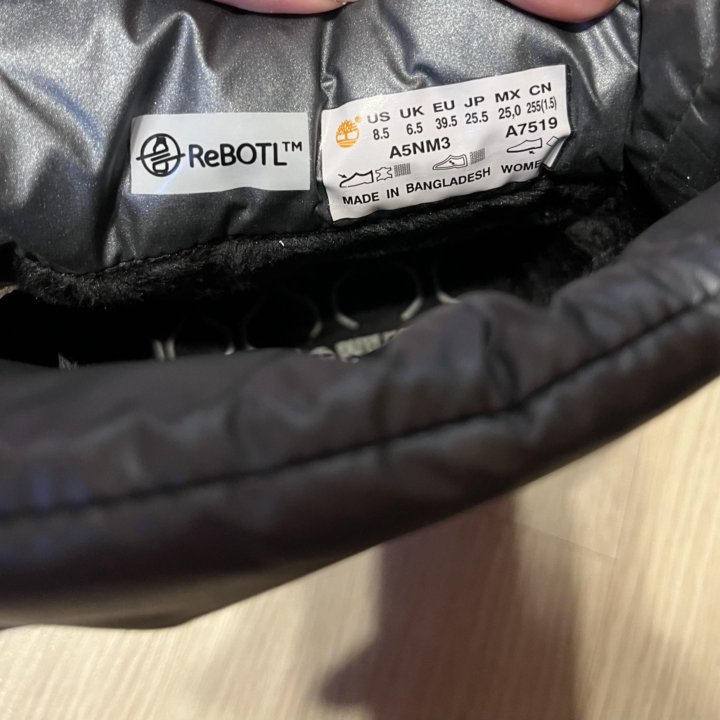 ReBOTL™
US UK EU JP MX CN
8.5 6.5 39.5 25.5 25,0 255(1.5)
A5NM3 A7519
MADE IN BANGLADESH WOME